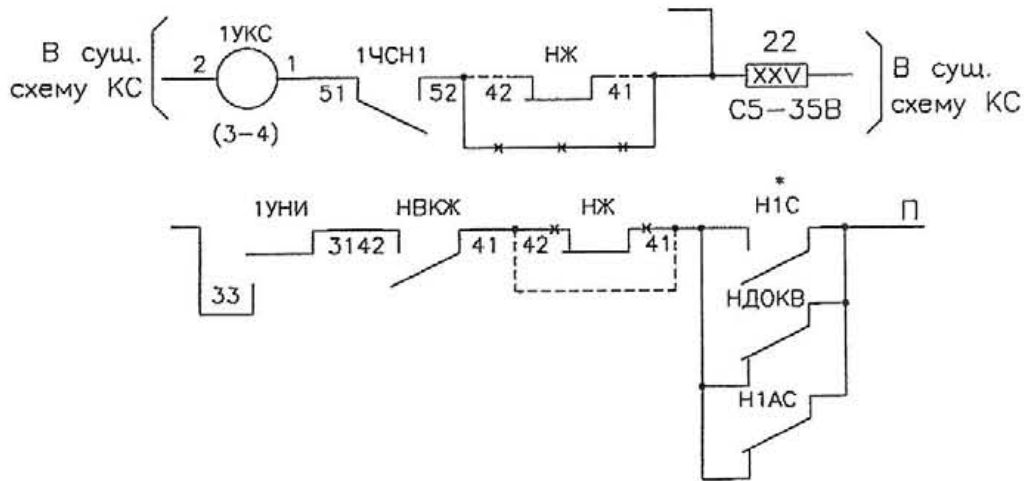 В сущ.
схему КС
2
1УКС
1
(3-4)
51
1ЧСН1
52
42
НЖ
41
22
XXV
С5-35В
В сущ.
схему КС
33
1УНИ
3142
НВКЖ
41
42
НЖ
41
*
Н1С
П
НДОКВ
Н1АС